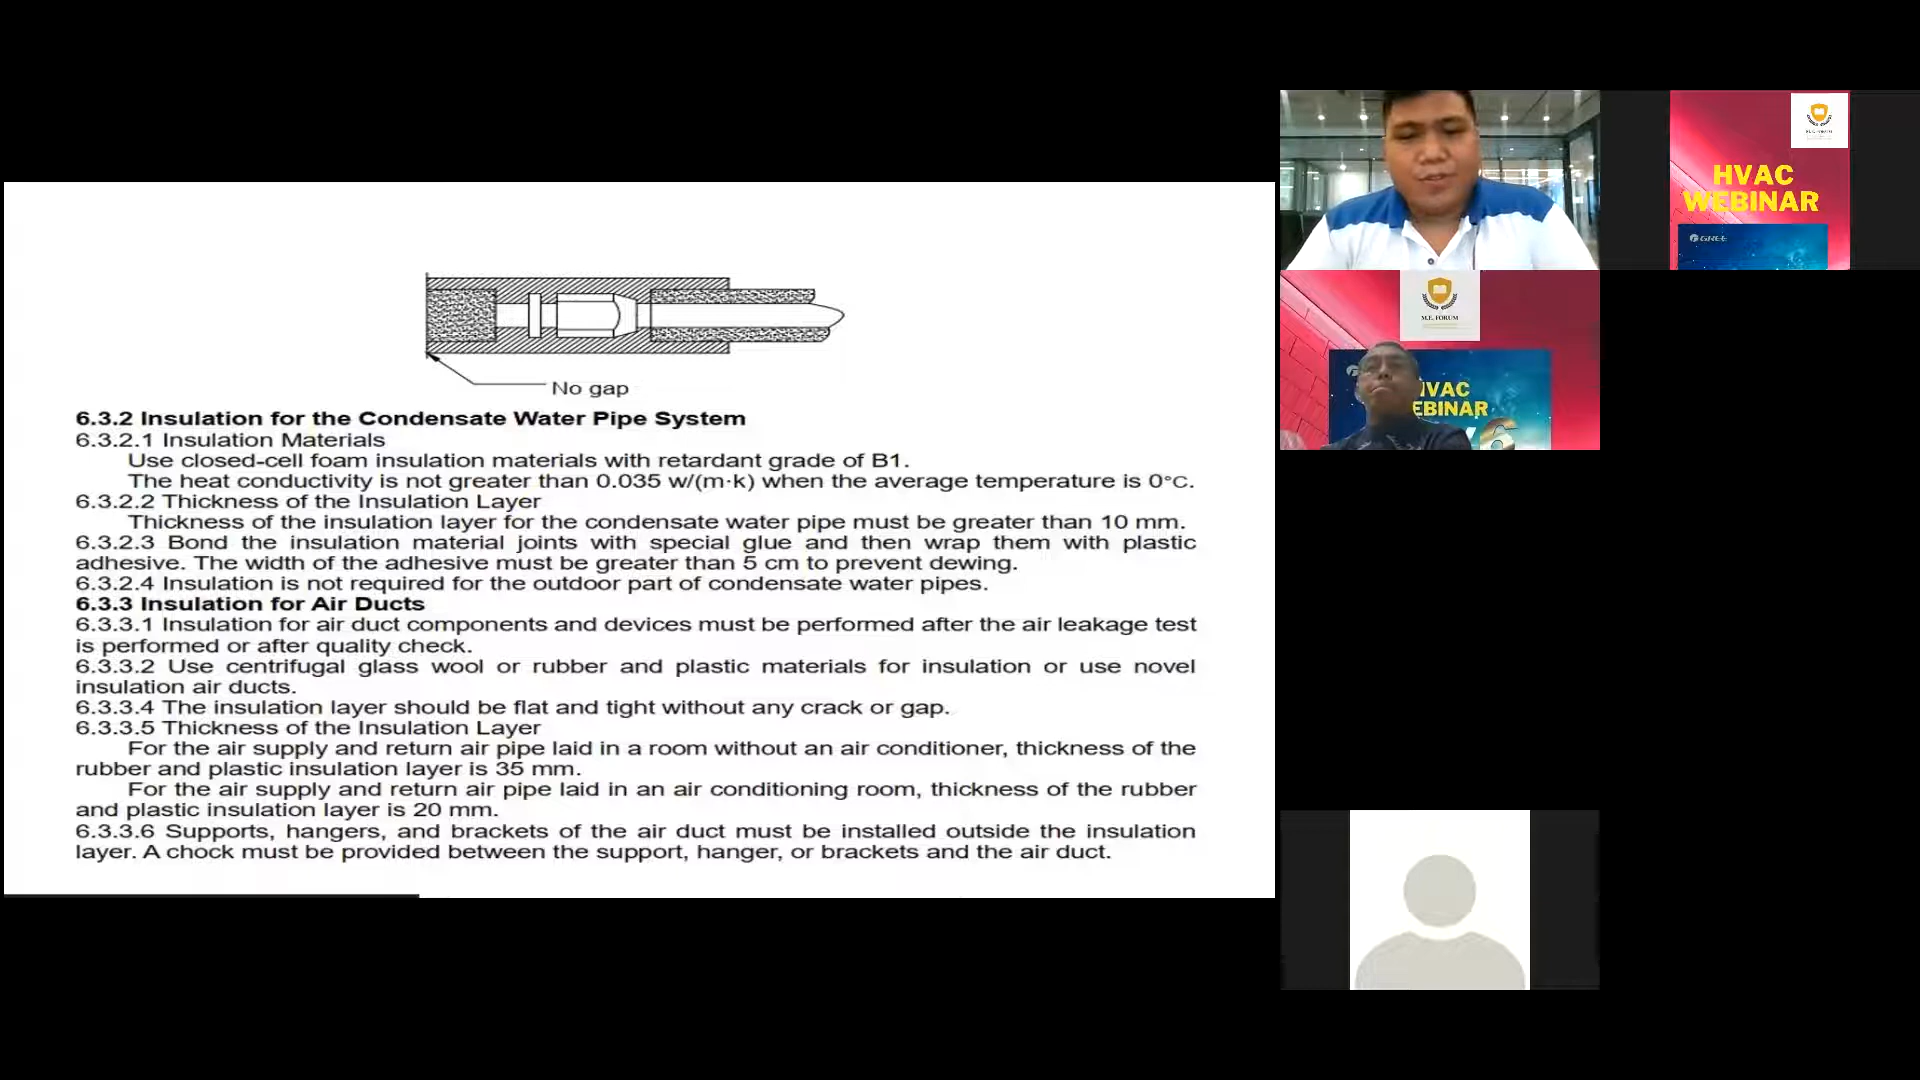 No gap
6.3.2 Insulation for the Condensate Water Pipe System
6.3.2.1 Insulation Materials
Use closed-cell foam insulation materials with retardant grade of B1.
The heat conductivity is not greater than 0.035 w/(m·k) when the average temperature is 0°C.
6.3.2.2 Thickness of the Insulation Layer
Thickness of the insulation layer for the condensate water pipe must be greater than 10 mm.
6.3.2.3 Bond the insulation material joints with special glue and then wrap them with plastic
adhesive. The width of the adhesive must be greater than 5 cm to prevent dewing.
6.3.2.4 Insulation is not required for the outdoor part of condensate water pipes.
6.3.3 Insulation for Air Ducts
6.3.3.1 Insulation for air duct components and devices must be performed after the air leakage test
is performed or after quality check.
6.3.3.2 Use centrifugal glass wool or rubber and plastic materials for insulation or use novel
insulation air ducts.
6.3.3.4 The insulation layer should be flat and tight without any crack or gap.
6.3.3.5 Thickness of the Insulation Layer
For the air supply and return air pipe laid in a room without an air conditioner, thickness of the
rubber and plastic insulation layer is 35 mm.
For the air supply and return air pipe laid in an air conditioning room, thickness of the rubber
and plastic insulation layer is 20 mm.
6.3.3.6 Supports, hangers, and brackets of the air duct must be installed outside the insulation
layer. A chock must be provided between the support, hanger, or brackets and the air duct.
M.E. FORUM
HVAC
WEBINAR
GREE
M.E. FORUM
VAC
EBINAR
6